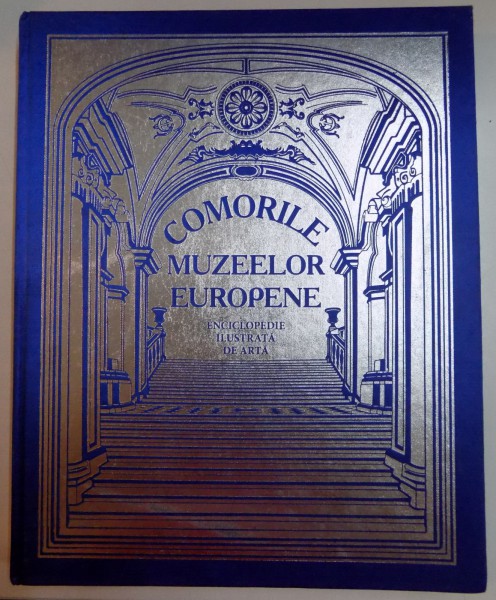 COMORILE
MUZEELOR
EUROPENE
ENCICLOPEDIE
ILUSTRATĂ
DE ARTĂ